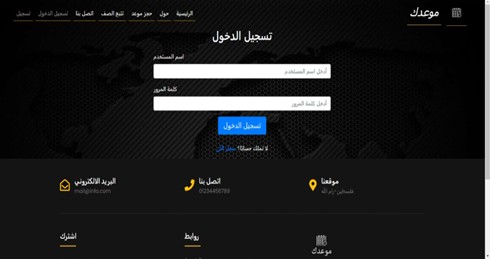 موعدك
الرئيسية
حول
حجز موعد
تتبع الصف
اتصل بنا
تسجيل الدخول
تسجيل
تسجيل الدخول
اسم المستخدم
أدخل اسم المستخدم
كلمة المرور
أدخل كلمة المرور
تسجيل الدخول
لا تملك حسابا؟ سجل الآن
موقعنا
فلسطين - رام الله
اتصل بنا
البريد الالكتروني
mail@info.com
موعدك
روابط
اشترك